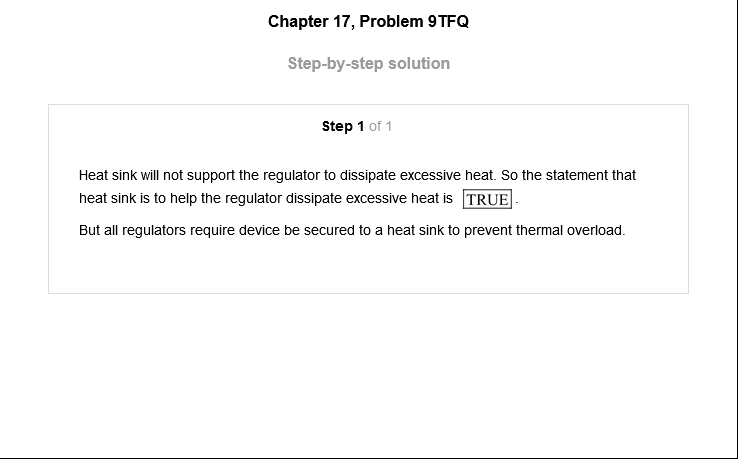 Chapter 17, Problem 9TFQ
Step-by-step solution
Step 1 of 1
Heat sink will not support the regulator to dissipate excessive heat. So the statement that
heat sink is to help the regulator dissipate excessive heat is TRUE.
But all regulators require device be secured to a heat sink to prevent thermal overload.